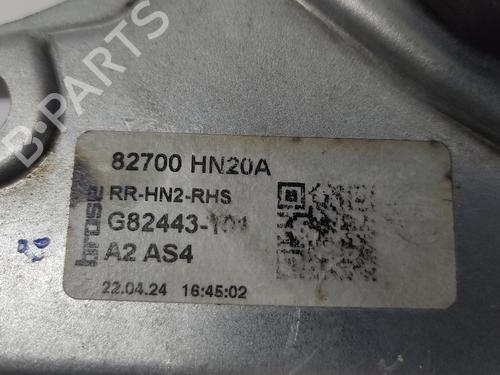 B-PARTS
82700 HN20A
brose
RR-HN2-RHS
G82443-101
A2 AS4
22.04.24 16:45:02